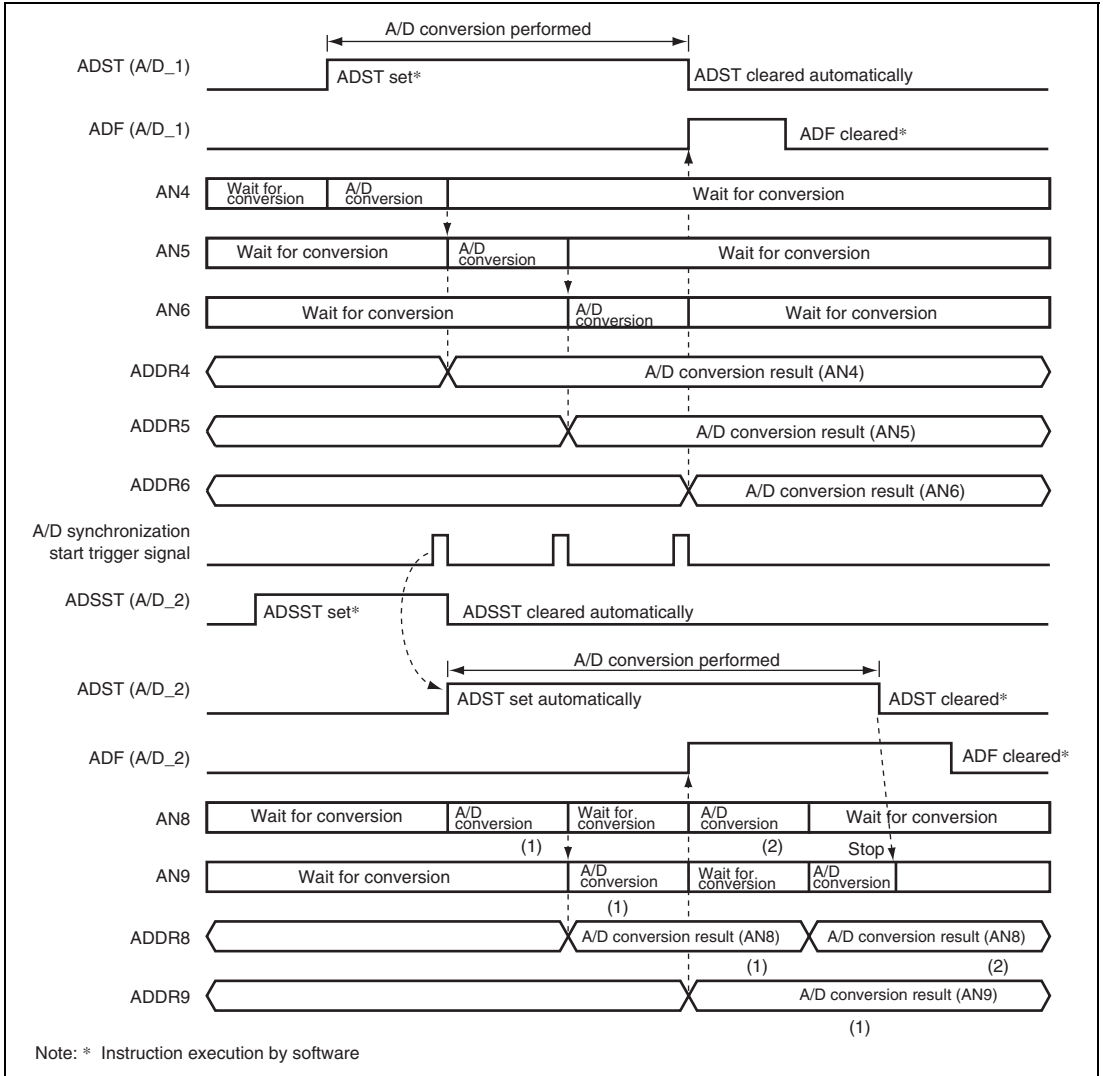 A/D conversion performed
ADST (A/D_1)
ADST set*
ADST cleared automatically
ADF (A/D_1)
ADF cleared*
AN4
Wait for conversion
A/D conversion
Wait for conversion
AN5
Wait for conversion
A/D conversion
Wait for conversion
AN6
Wait for conversion
A/D conversion
Wait for conversion
ADDR4
A/D conversion result (AN4)
ADDR5
A/D conversion result (AN5)
ADDR6
A/D conversion result (AN6)
A/D synchronization
start trigger signal
ADSST (A/D_2)
ADSST set*
ADSST cleared automatically
A/D conversion performed
ADST (A/D_2)
ADST set automatically
ADST cleared*
ADF (A/D_2)
ADF cleared*
AN8
Wait for conversion
A/D conversion
Wait for conversion
A/D conversion
Wait for conversion
(1)
(2)
Stop
AN9
Wait for conversion
A/D conversion
Wait for conversion
A/D conversion
(1)
ADDR8
A/D conversion result (AN8)
A/D conversion result (AN8)
(1)
(2)
ADDR9
A/D conversion result (AN9)
(1)
Note: * Instruction execution by software